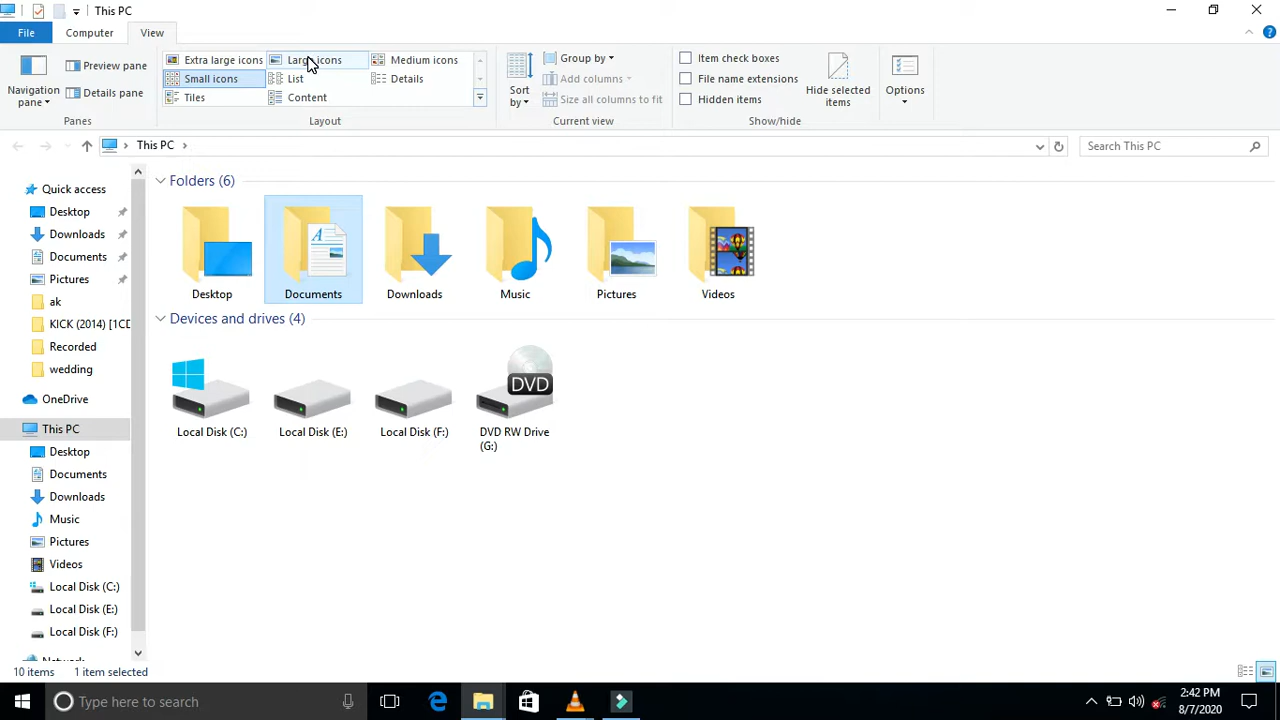 This PC
File Computer View
Extra large icons Large icons Medium icons
Small icons List Details
Tiles Content
Preview pane
Details pane
Navigation pane
Panes
Layout
Sort by
Group by
Add columns
Size all columns to fit
Current view
Item check boxes
File name extensions
Hidden items
Hide selected items
Show/hide
Options
This PC
Search This PC
Quick access
Desktop
Downloads
Documents
Pictures
ak
KICK (2014) [1CD
Recorded
wedding
OneDrive
This PC
Desktop
Documents
Downloads
Music
Pictures
Videos
Local Disk (C:)
Local Disk (E:)
Local Disk (F:)
Folders (6)
Desktop Documents Downloads Music Pictures Videos
A
Devices and drives (4)
DVD
Local Disk (C:) Local Disk (E:) Local Disk (F:) DVD RW Drive (G:)
10 items 1 item selected
Type here to search
2:42 PM
8/7/2020